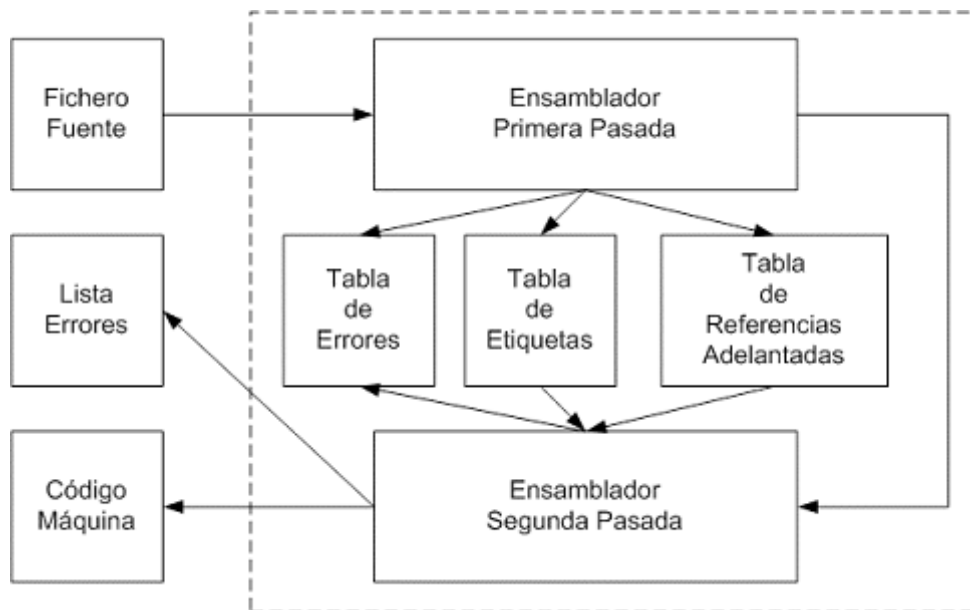 Fichero
Fuente
Ensamblador
Primera Pasada
Lista
Errores
Tabla
de
Errores
Tabla
de
Etiquetas
Tabla
de
Referencias
Adelantadas
Código
Máquina
Ensamblador
Segunda Pasada